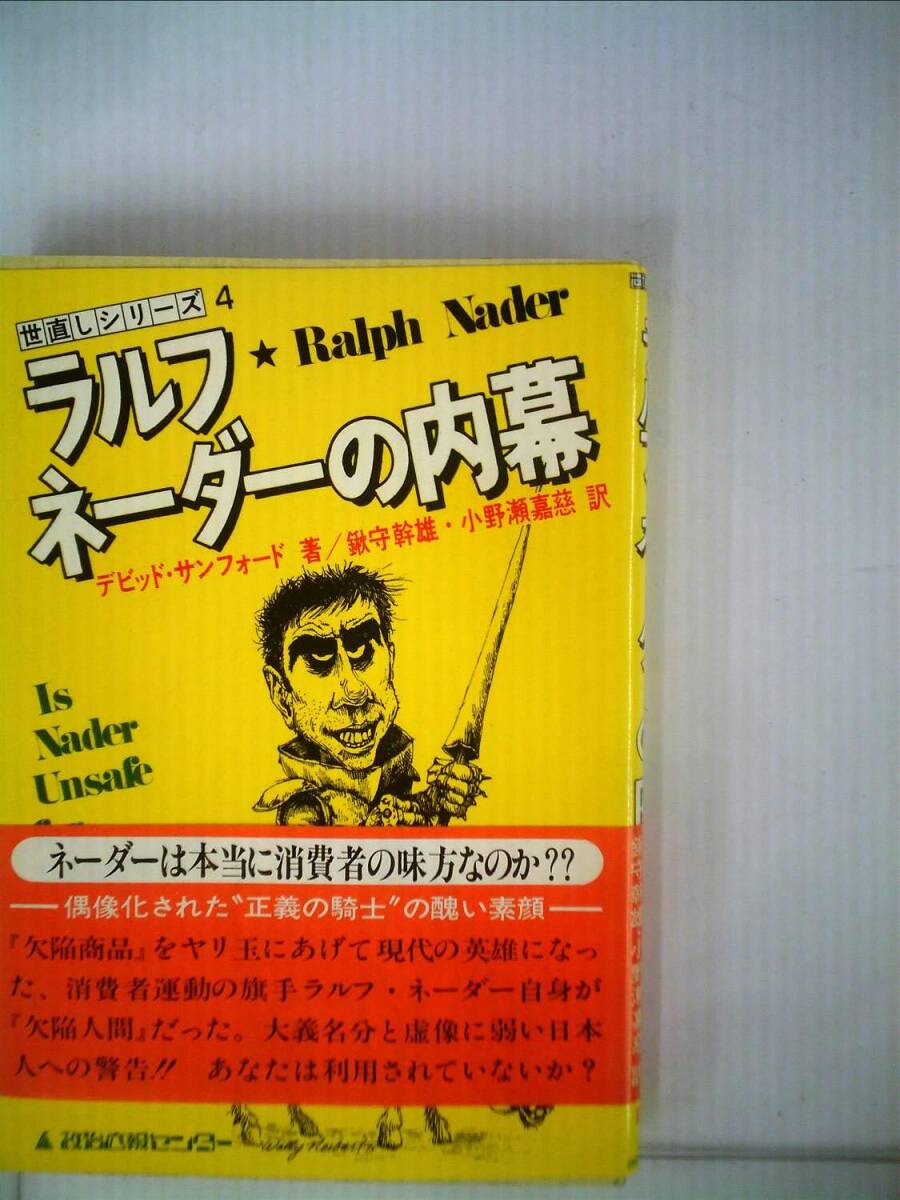 世直しシリーズ 4
ラルフ★Ralph Nader
ネーダーの内幕
デビッド・サンフォード 著/鍬守幹雄・小野瀬嘉慈 訳
Is
Nader
Unsafe
ネーダーは本当に消費者の味方なのか??
偶像化された“正義の騎士”の醜い素顔
『欠陥商品』をヤリ玉にあげて現代の英雄になっ
た、消費者運動の旗手ラルフ・ネーダー自身が
『欠陥人間』だった。大義名分と虚像に弱い日本
人への警告!! あなたは利用されていないか?
政治広報センター